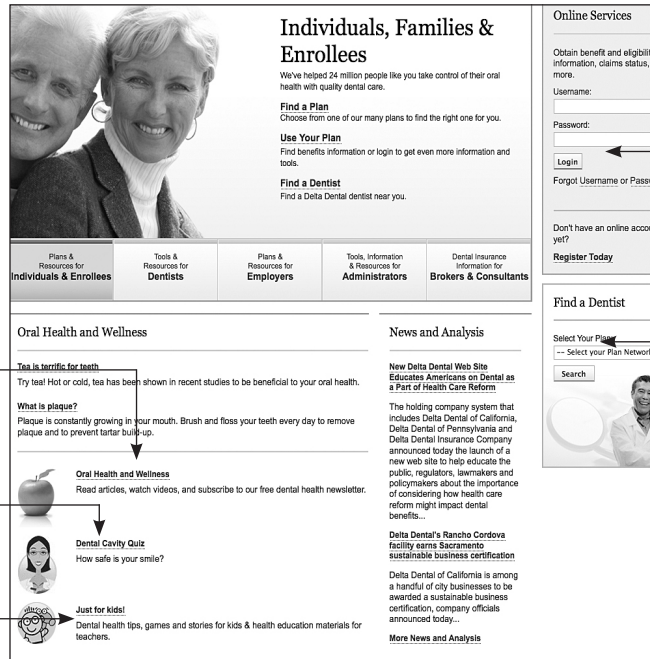 Individuals, Families &
Enrollees
We've helped 24 million people like you take control of their oral
health with quality dental care.
Find a Plan
Choose from one of our many plans to find the right one for you.
Use Your Plan
Find benefits information or login to get even more information and
tools.
Find a Dentist
Find a Delta Dental dentist near you.
Plans &
Resources for
Individuals & Enrollees
Tools &
Resources for
Dentists
Plans &
Resources for
Employers
Tools, Information
& Resources for
Administrators
Dental Insurance
Information for
Brokers & Consultants
Online Services
Obtain benefit and
information, claims status,
more.
Username:
Password:
Login
Forgot Username or
Don't have an online
yet?
Register Today
Find a Dentist
Select Your Plan
-- Select your Plan Network
Search
Oral Health and Wellness
Tea is terrific for teeth
Try tea! Hot or cold, tea has been shown in recent studies to be beneficial to your oral health.
What is plaque?
Plaque is constantly growing in your mouth. Brush and floss your teeth every day to remove
plaque and to prevent tartar build-up.
Oral Health and Wellness
Read articles, watch videos, and subscribe to our free dental health newsletter.
Dental Cavity Quiz
How safe is your smile?
Just for kids!
Dental health tips, games and stories for kids & health education materials for
teachers.
News and Analysis
New Delta Dental Web Site
Educates Americans on Dental as
a Part of Health Care Reform
The holding company system that
includes Delta Dental of California,
Delta Dental of Pennsylvania and
Delta Dental Insurance Company
announced today the launch of a
new web site to help educate the
public, regulators, lawmakers and
policymakers about the importance
of considering how health care
reform might impact dental
benefits...
Delta Dental's Rancho Cordova
facility earns Sacramento
sustainable business certification
Delta Dental of California is among
a handful of city businesses to be
awarded a sustainable business
certification, company officials
announced today...
More News and Analysis